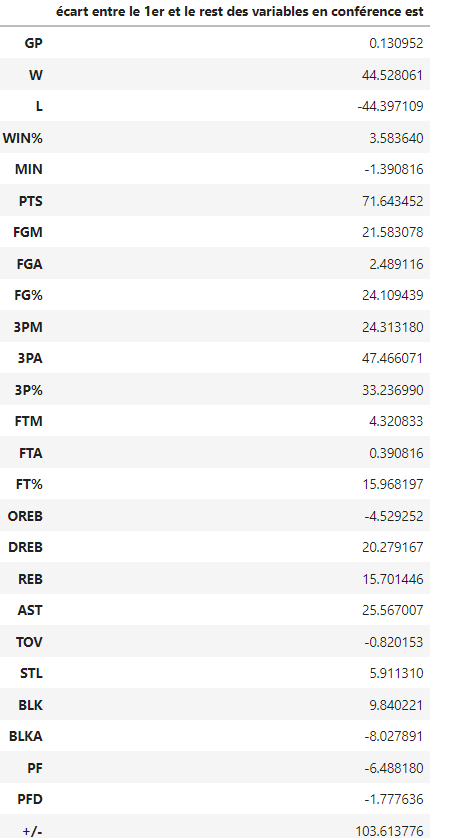 écart entre le 1er et le rest des variables en conférence est
GP 0.130952
W 44.528061
L -44.397109
WIN% 3.583640
MIN -1.390816
PTS 71.643452
FGM 21.583078
FGA 2.489116
FG% 24.109439
3PM 24.313180
3PA 47.466071
3P% 33.236990
FTM 4.320833
FTA 0.390816
FT% 15.968197
OREB -4.529252
DREB 20.279167
REB 15.701446
AST 25.567007
TOV -0.820153
STL 5.911310
BLK 9.840221
BLKA -8.027891
PF -6.488180
PFD -1.777636
+/- 103.613776